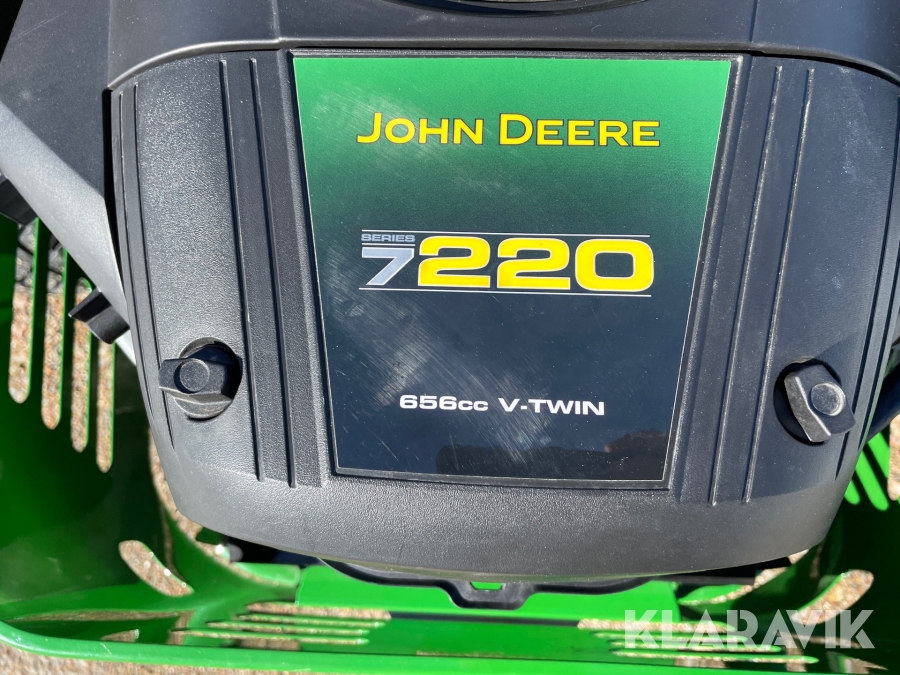 JOHN DEERE
SERIES
7220
656cc V-TWIN
KLARAVIK